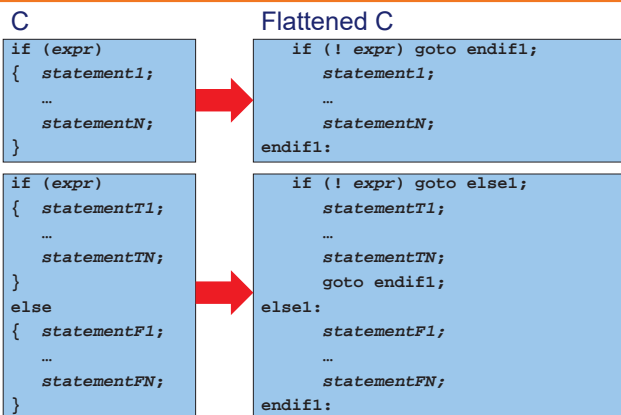 C
Flattened C
if (expr)
{  statement1;
   …
   statementN;
}
if (! expr) goto endif1;
   statement1;
   …
   statementN;
endif1:
if (expr)
{  statementT1;
   …
   statementTN;
}
else
{  statementF1;
   …
   statementFN;
}
if (! expr) goto else1;
   statementT1;
   …
   statementTN;
   goto endif1;
else1:
   statementF1;
   …
   statementFN;
endif1: